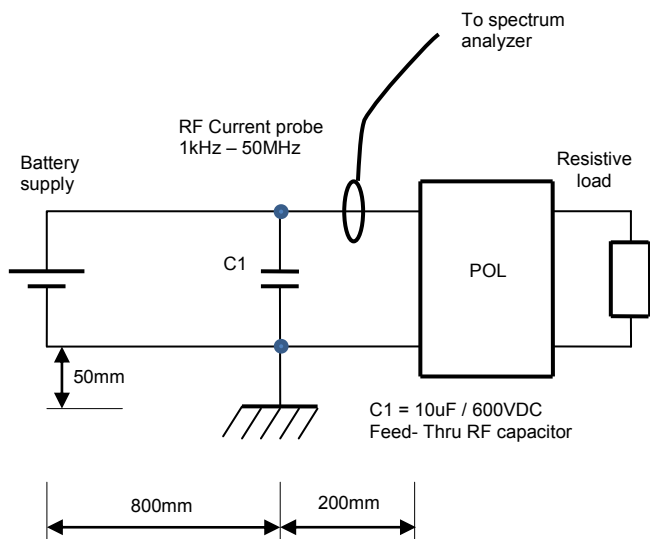 To spectrum
analyzer
RF Current probe
1kHz – 50MHz
Battery
supply
Resistive
load
C1
POL
50mm
C1 = 10uF / 600VDC
Feed- Thru RF capacitor
800mm
200mm